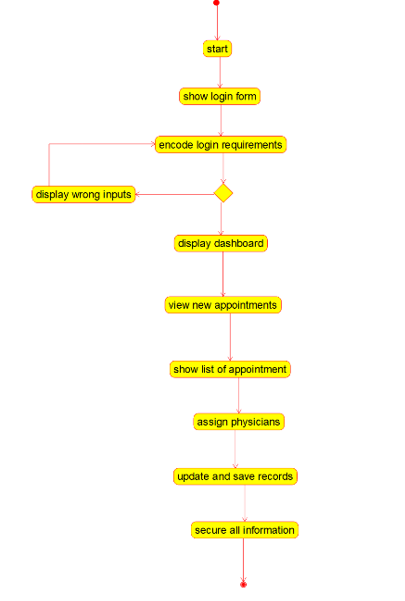 start
show login form
encode login requirements
display wrong inputs
display dashboard
view new appointments
show list of appointment
assign physicians
update and save records
secure all information